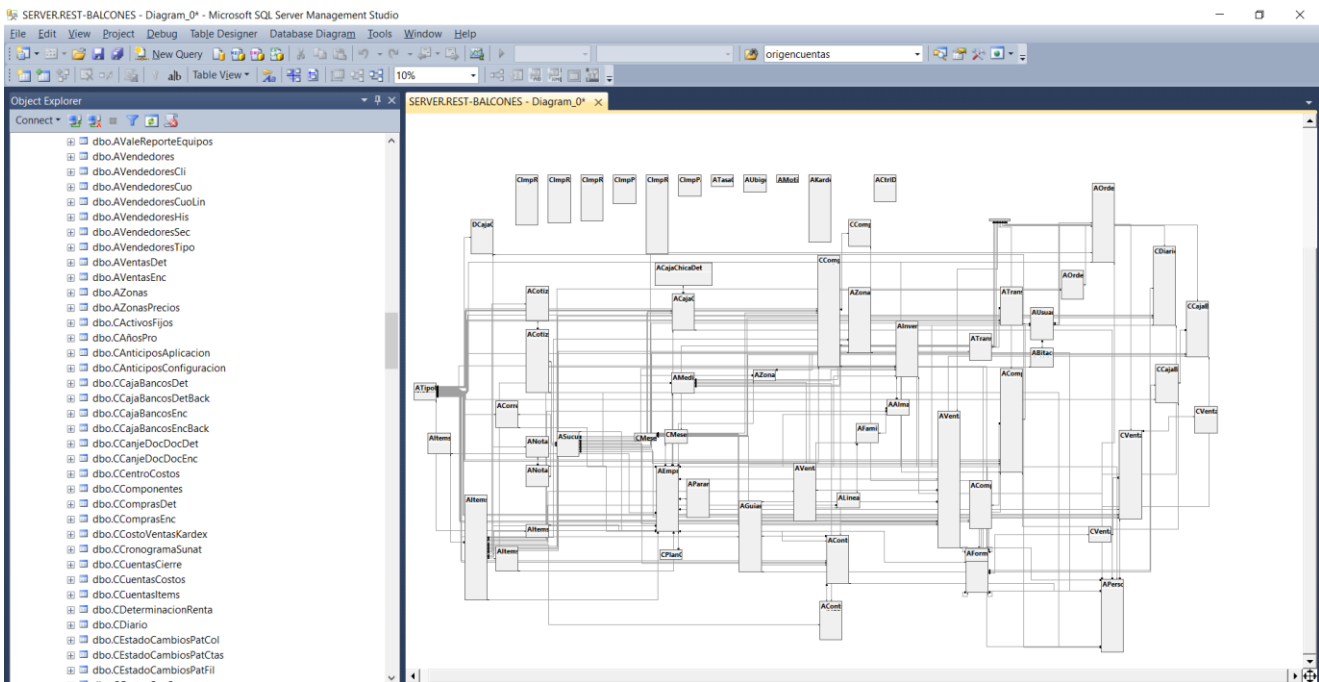 SERVER.REST-BALCONES - Diagram_0* - Microsoft SQL Server Management Studio
File Edit View Project Debug Table Designer Database Diagram Tools Window Help
New Query
origencuentas
Table View
10%
Object Explorer
SERVER.REST-BALCONES - Diagram_0*
Connect
dbo.AValeReporteEquipos
dbo.AVendedores
dbo.AVendedoresCli
dbo.AVendedoresCuo
dbo.AVendedoresCuoLin
dbo.AVendedoresHis
dbo.AVendedoresSec
dbo.AVendedoresTipo
dbo.AVentasDet
dbo.AVentasEnc
dbo.AZonas
dbo.AZonasPrecios
dbo.CActivosFijos
dbo.CAñosPro
dbo.CAnticiposAplicacion
dbo.CAnticiposConfiguracion
dbo.CCajaBancosDet
dbo.CCajaBancosDetBack
dbo.CCajaBancosEnc
dbo.CCajaBancosEncBack
dbo.CCanjeDocDocDet
dbo.CCanjeDocDocEnc
dbo.CCentroCostos
dbo.CComponentes
dbo.CComprasDet
dbo.CComprasEnc
dbo.CCostoVentasKardex
dbo.CCronogramaSunat
dbo.CCuentasCierre
dbo.CCuentasCostos
dbo.CCuentasItems
dbo.CDeterminacionRenta
dbo.CDiario
dbo.CEstadoCambiosPatCol
dbo.CEstadoCambiosPatCtas
dbo.CEstadoCambiosPatFil
CImpR CImpR CImpR CImpP CImpR CImpP ATasa AUbig AMoti AKard ACtrlD
AOrde
DCajaC
CComp
CDiari
CComp
ACajaChicaDet
AOrde
ACotiz
ACajaC
AZona
ATran
AUsua
CCajaB
ACotiz
AInver
ATran
ABitac
ATipo
AMedi
AZona
AComp
CCajaB
ACorre
AAlma
AVent
CVent
AItem
ANota
ASucu
CMese
CMese
AFami
CVent
ANota
AEmpr
APara
AVent
AComp
AItem
AGuia
ALinea
AItem
CVent
AItem
CPlanC
ACont
AForm
APers
ACont